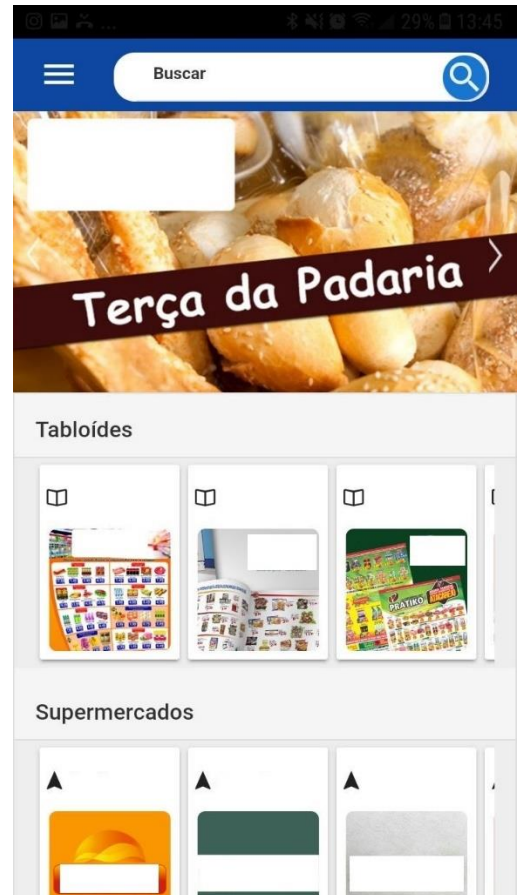 ... 29% 13:45
Buscar
Terça da Padaria
Tabloídes
PRATIKO
Supermercados